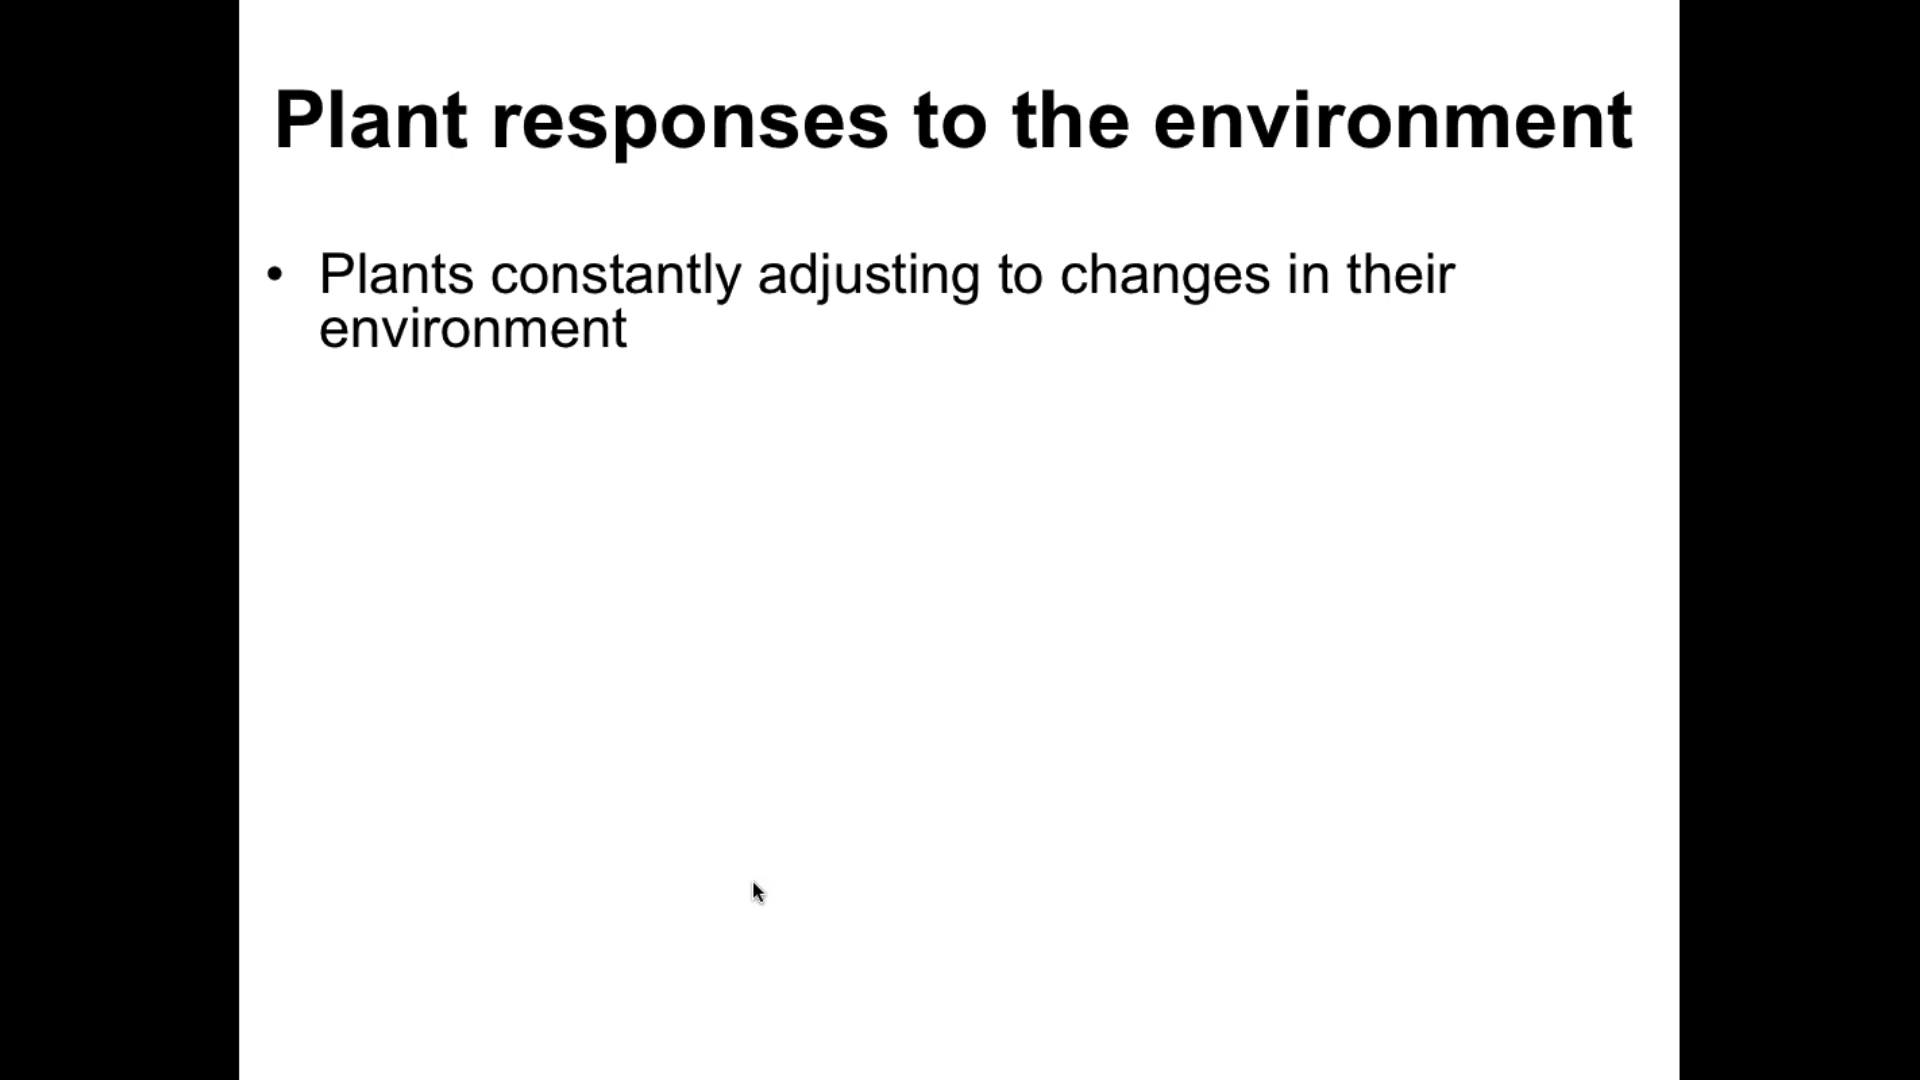 Plant responses to the environment
• Plants constantly adjusting to changes in their
environment